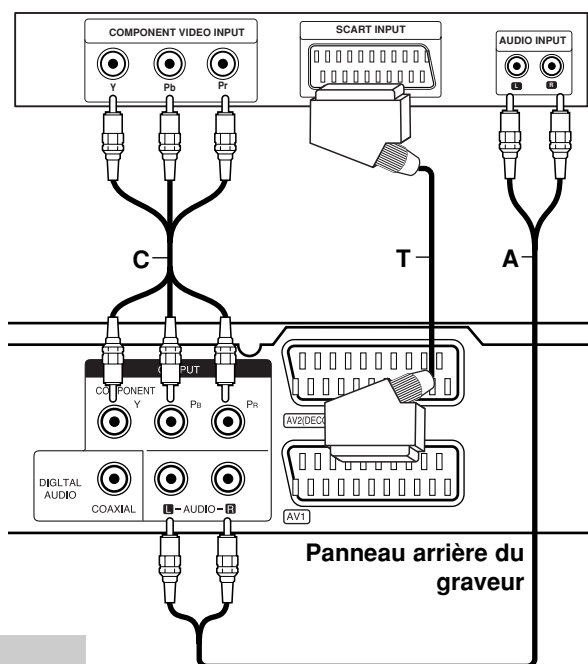 COMPONENT VIDEO INPUT
SCART INPUT
AUDIO INPUT
Y Pb Pr
L R
C T A
COMPONENT
Y PB PR
AV2
DIGLTAL
AUDIO
COAXIAL
L - AUDIO - R
AV1
Panneau arrière du
graveur